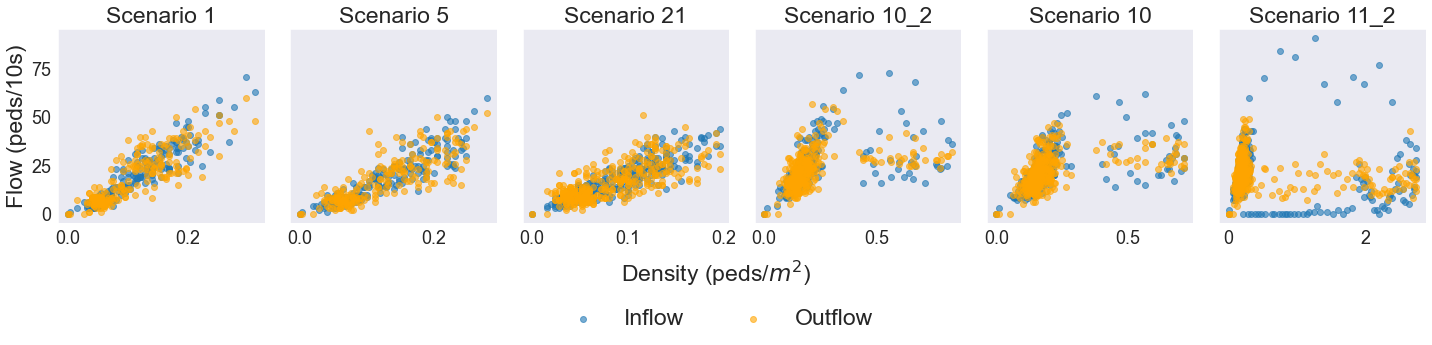 Scenario 1 Scenario 5 Scenario 21 Scenario 10_2 Scenario 10 Scenario 11_2
Flow (peds/10s)
75
50
25
0
0.0 0.2 0.0 0.2 0.0 0.1 0.2 0.0 0.5 0.0 0.5 0 2
Density (peds/m²)
Inflow Outflow